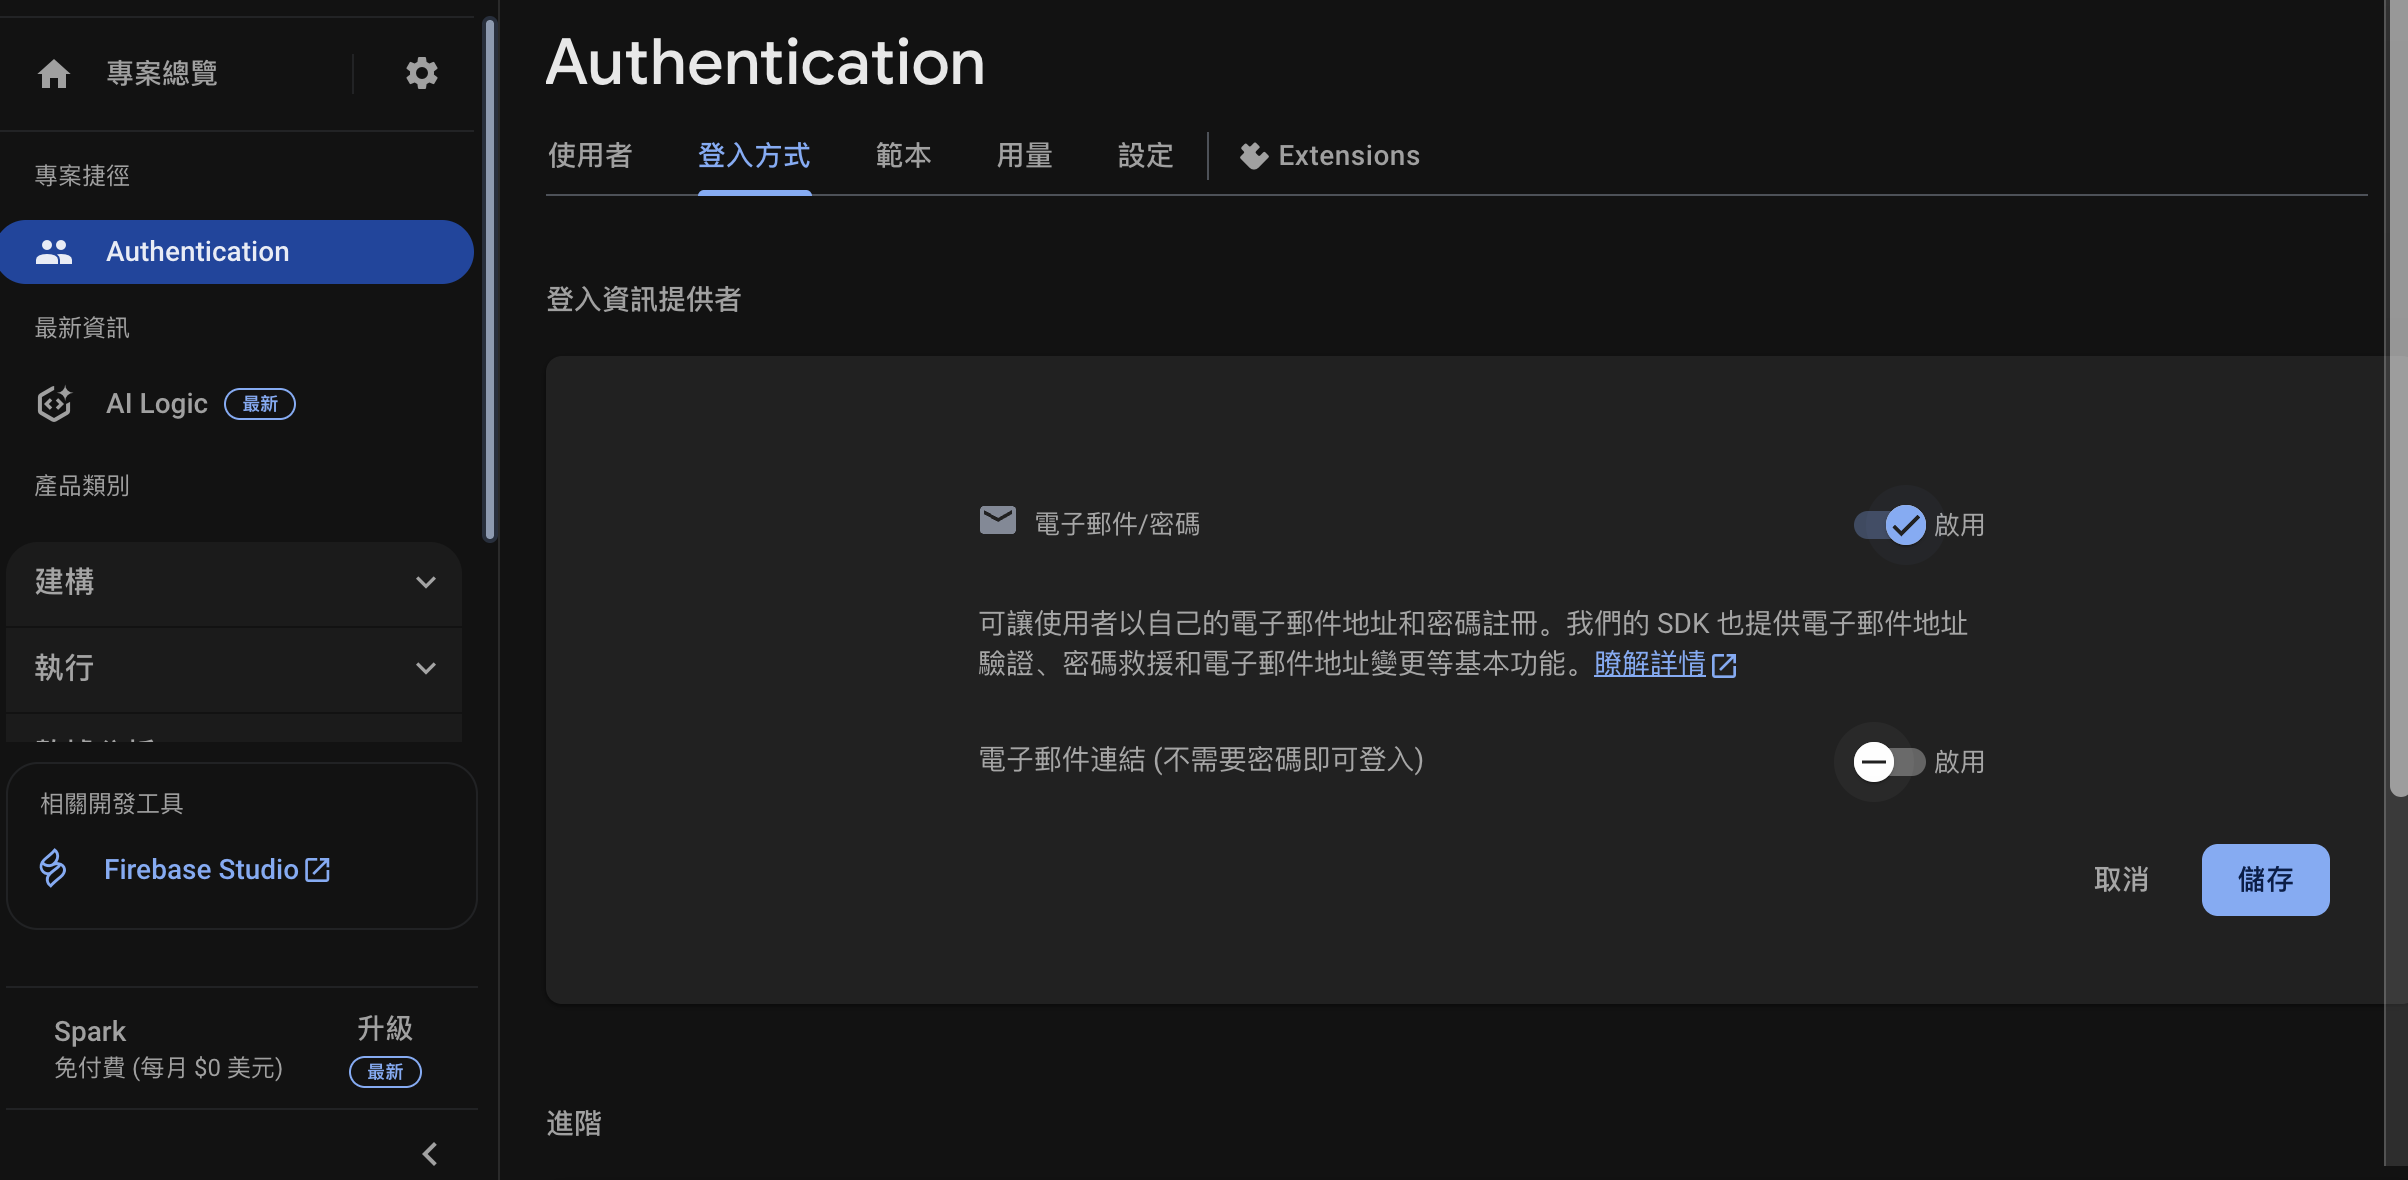 專案總覽
專案捷徑
Authentication
最新資訊
AI Logic 最新
產品類別
建構
執行
相關開發工具
Firebase Studio
Spark
免付費 (每月 $0 美元)
升級
最新
Authentication
使用者 登入方式 範本 用量 設定 Extensions
登入資訊提供者
電子郵件/密碼 啟用
可讓使用者以自己的電子郵件地址和密碼註冊。我們的 SDK 也提供電子郵件地址
驗證、密碼救援和電子郵件地址變更等基本功能。瞭解詳情
電子郵件連結 (不需要密碼即可登入) 啟用
取消 儲存
進階